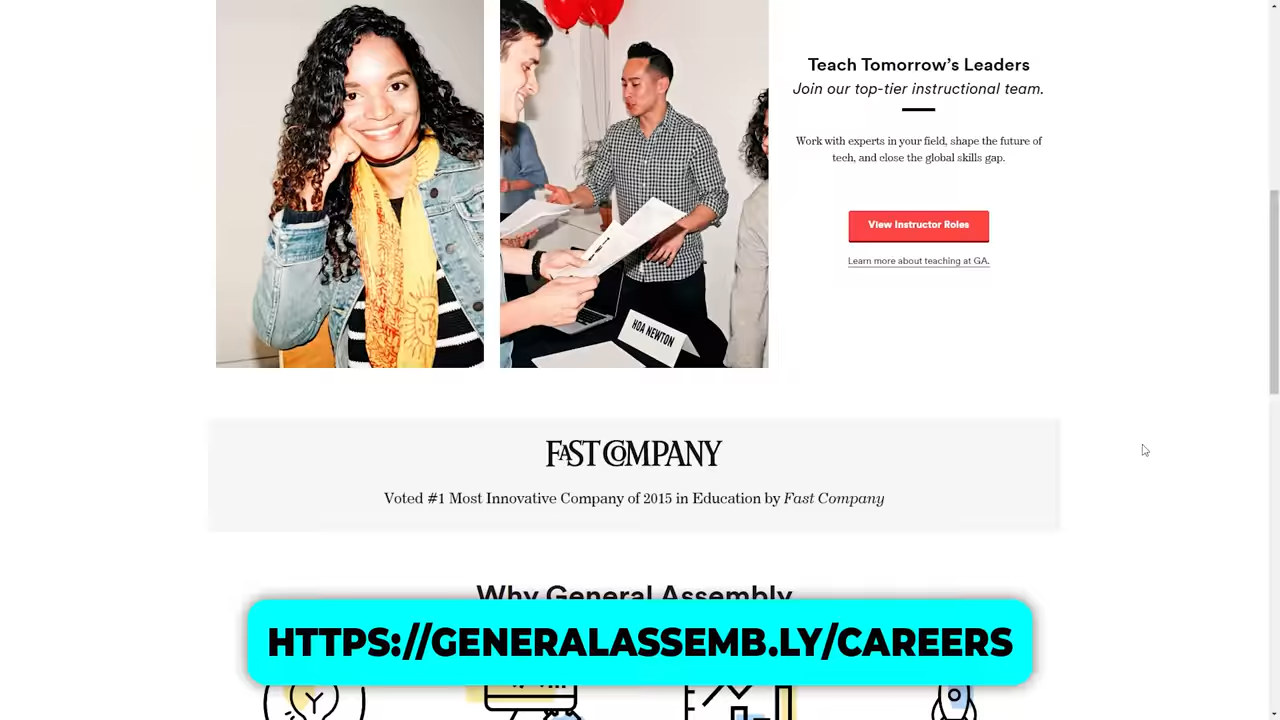 Teach Tomorrow’s Leaders
Join our top-tier instructional team.
Work with experts in your field, shape the future of
tech, and close the global skills gap.
View Instructor Roles
Learn more about teaching at GA.
HOA NEWTON
FAST COMPANY
Voted #1 Most Innovative Company of 2015 in Education by Fast Company
Why General Assembly
HTTPS://GENERALASSEMB.LY/CAREERS